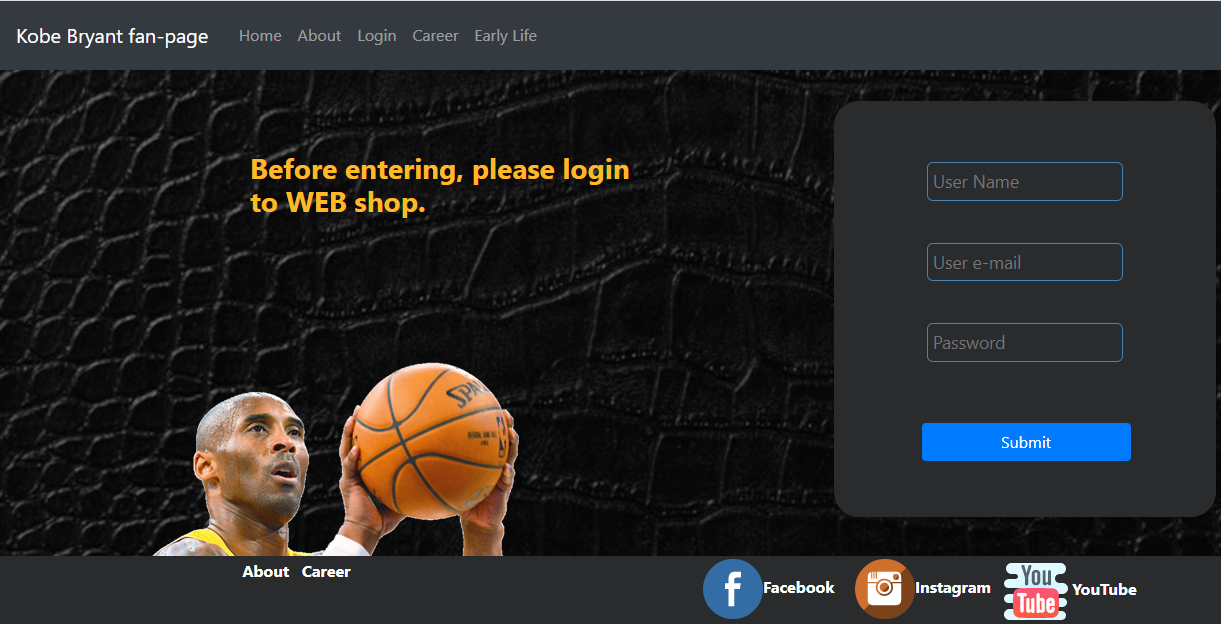 Kobe Bryant fan-page Home About Login Career Early Life
Before entering, please login
to WEB shop.
User Name
User e-mail
Password
Submit
About Career
Facebook
Instagram
You
Tube
YouTube